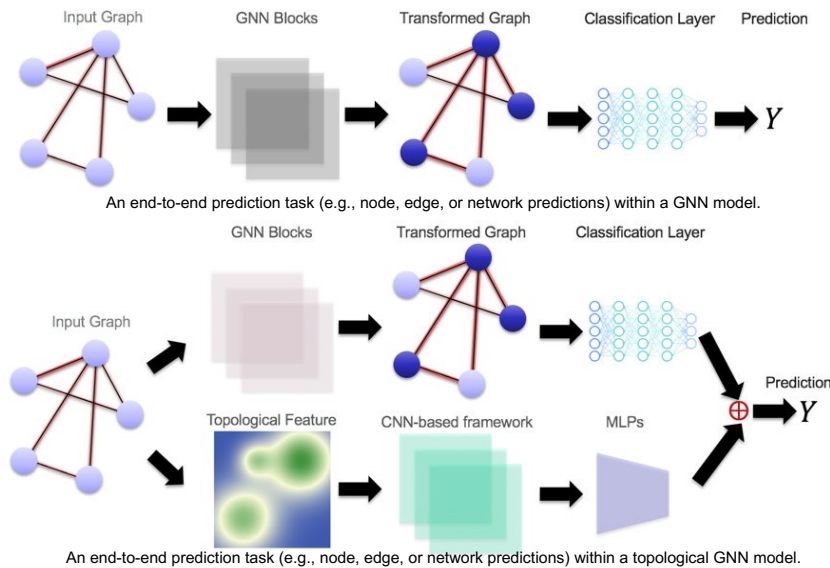 Input Graph
GNN Blocks
Transformed Graph
Classification Layer
Prediction
Y
An end-to-end prediction task (e.g., node, edge, or network predictions) within a GNN model.
GNN Blocks
Transformed Graph
Classification Layer
Input Graph
Prediction
Y
Topological Feature
CNN-based framework
MLPs
An end-to-end prediction task (e.g., node, edge, or network predictions) within a topological GNN model.